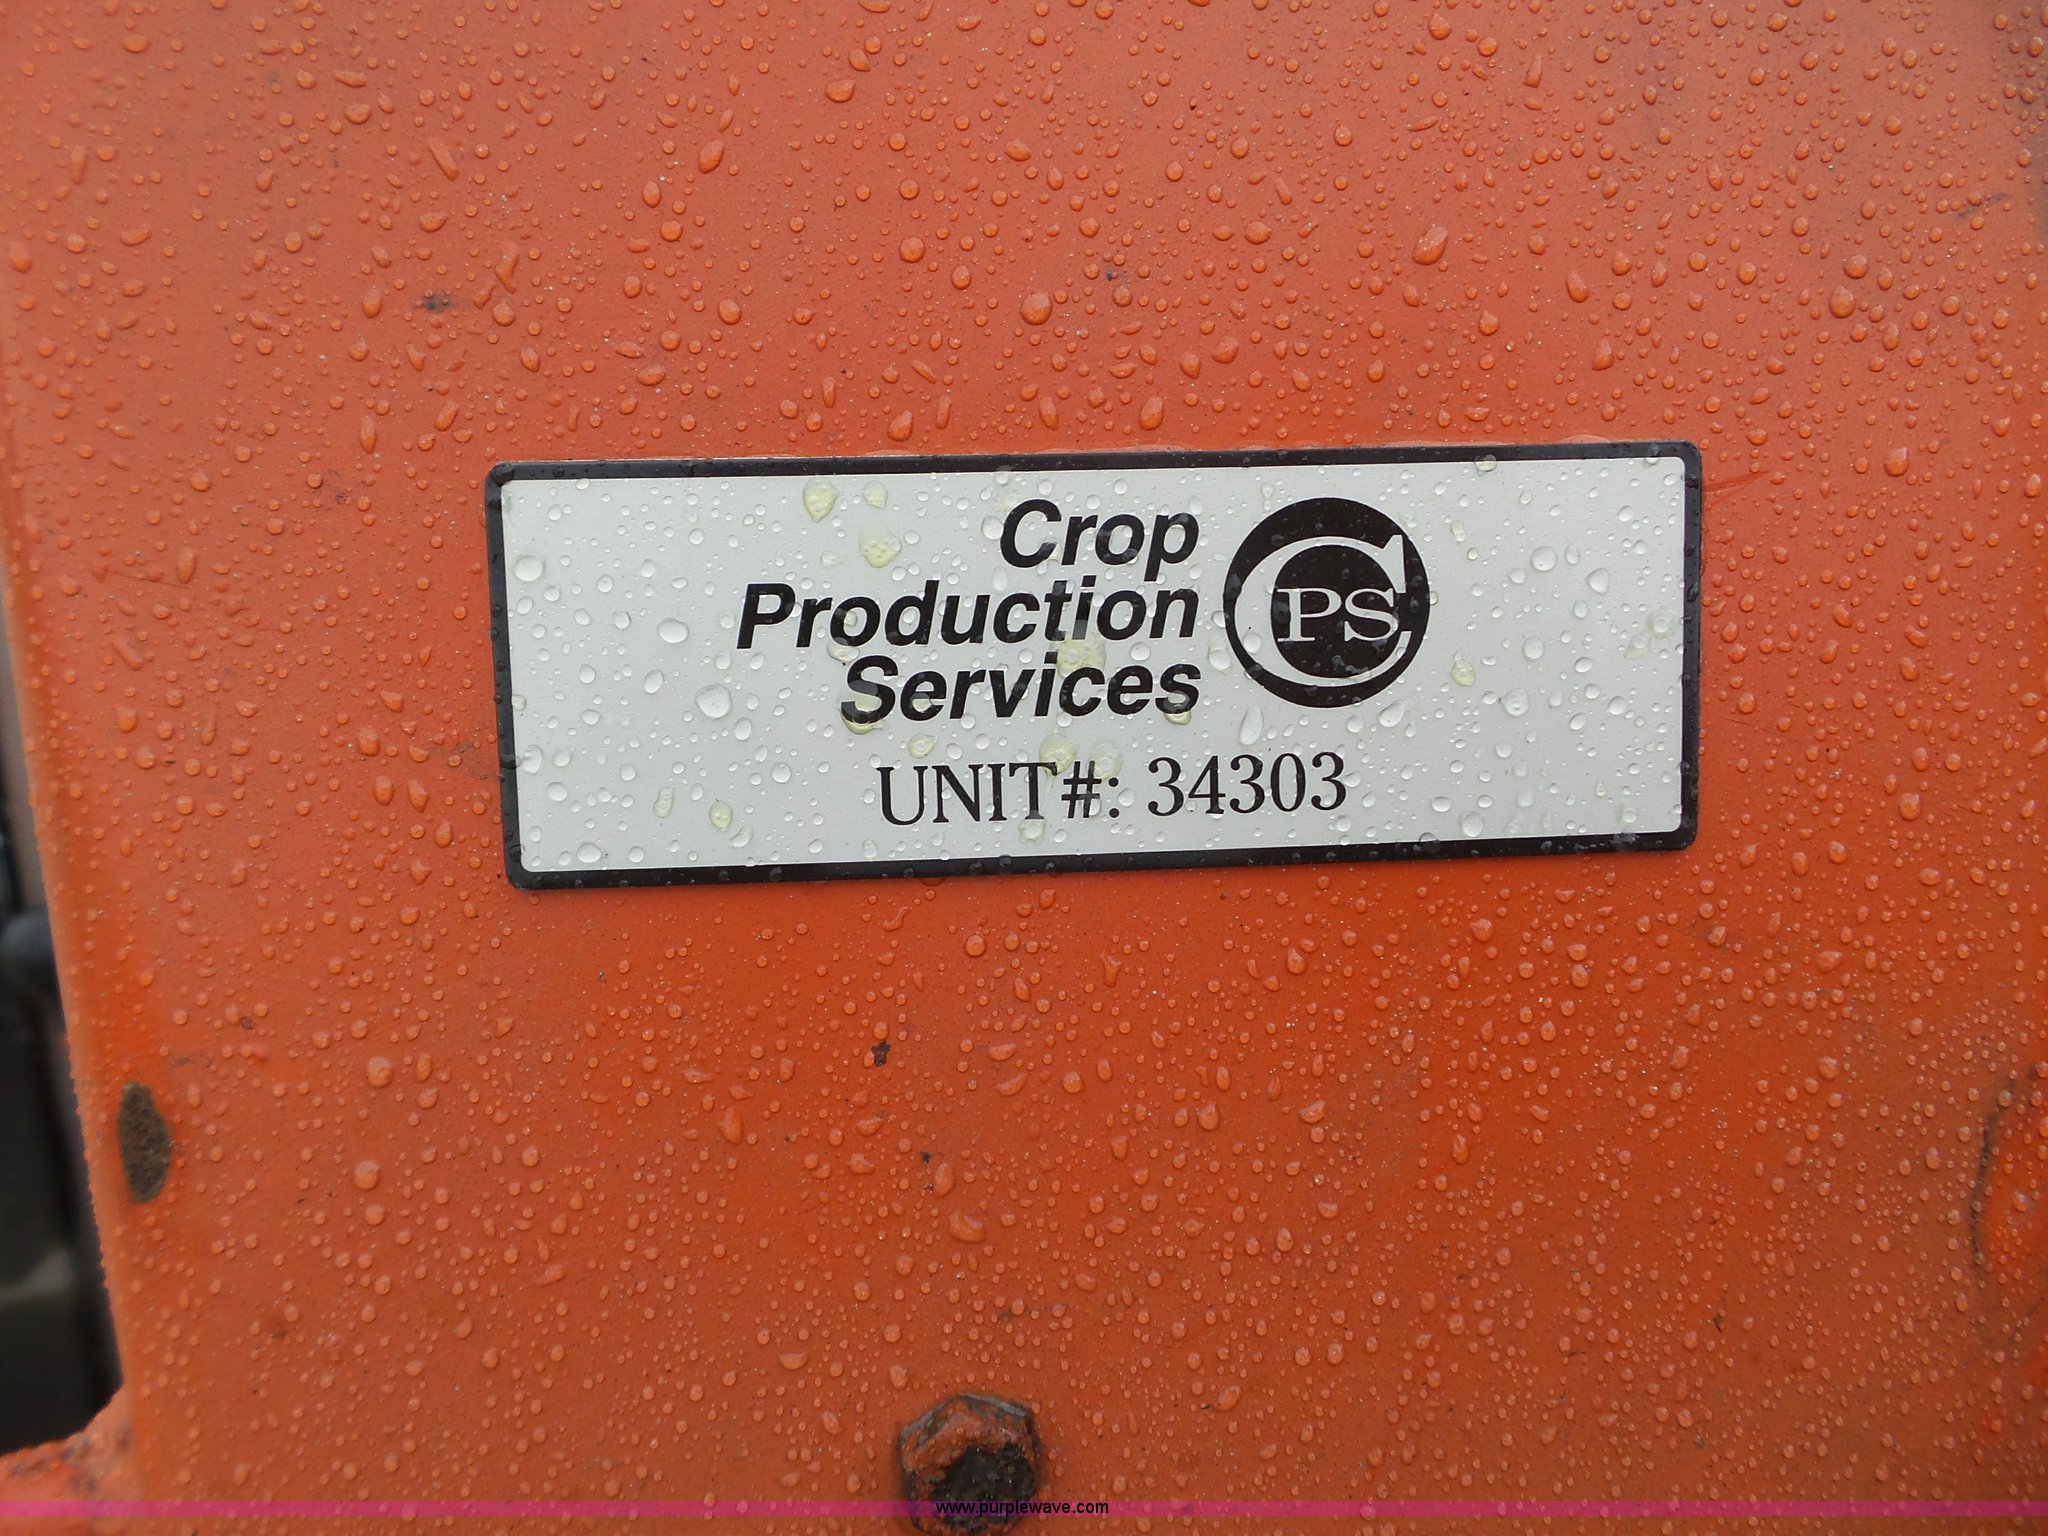 Crop
Production
Services
CPS
UNIT#: 34303
www.purplewave.com